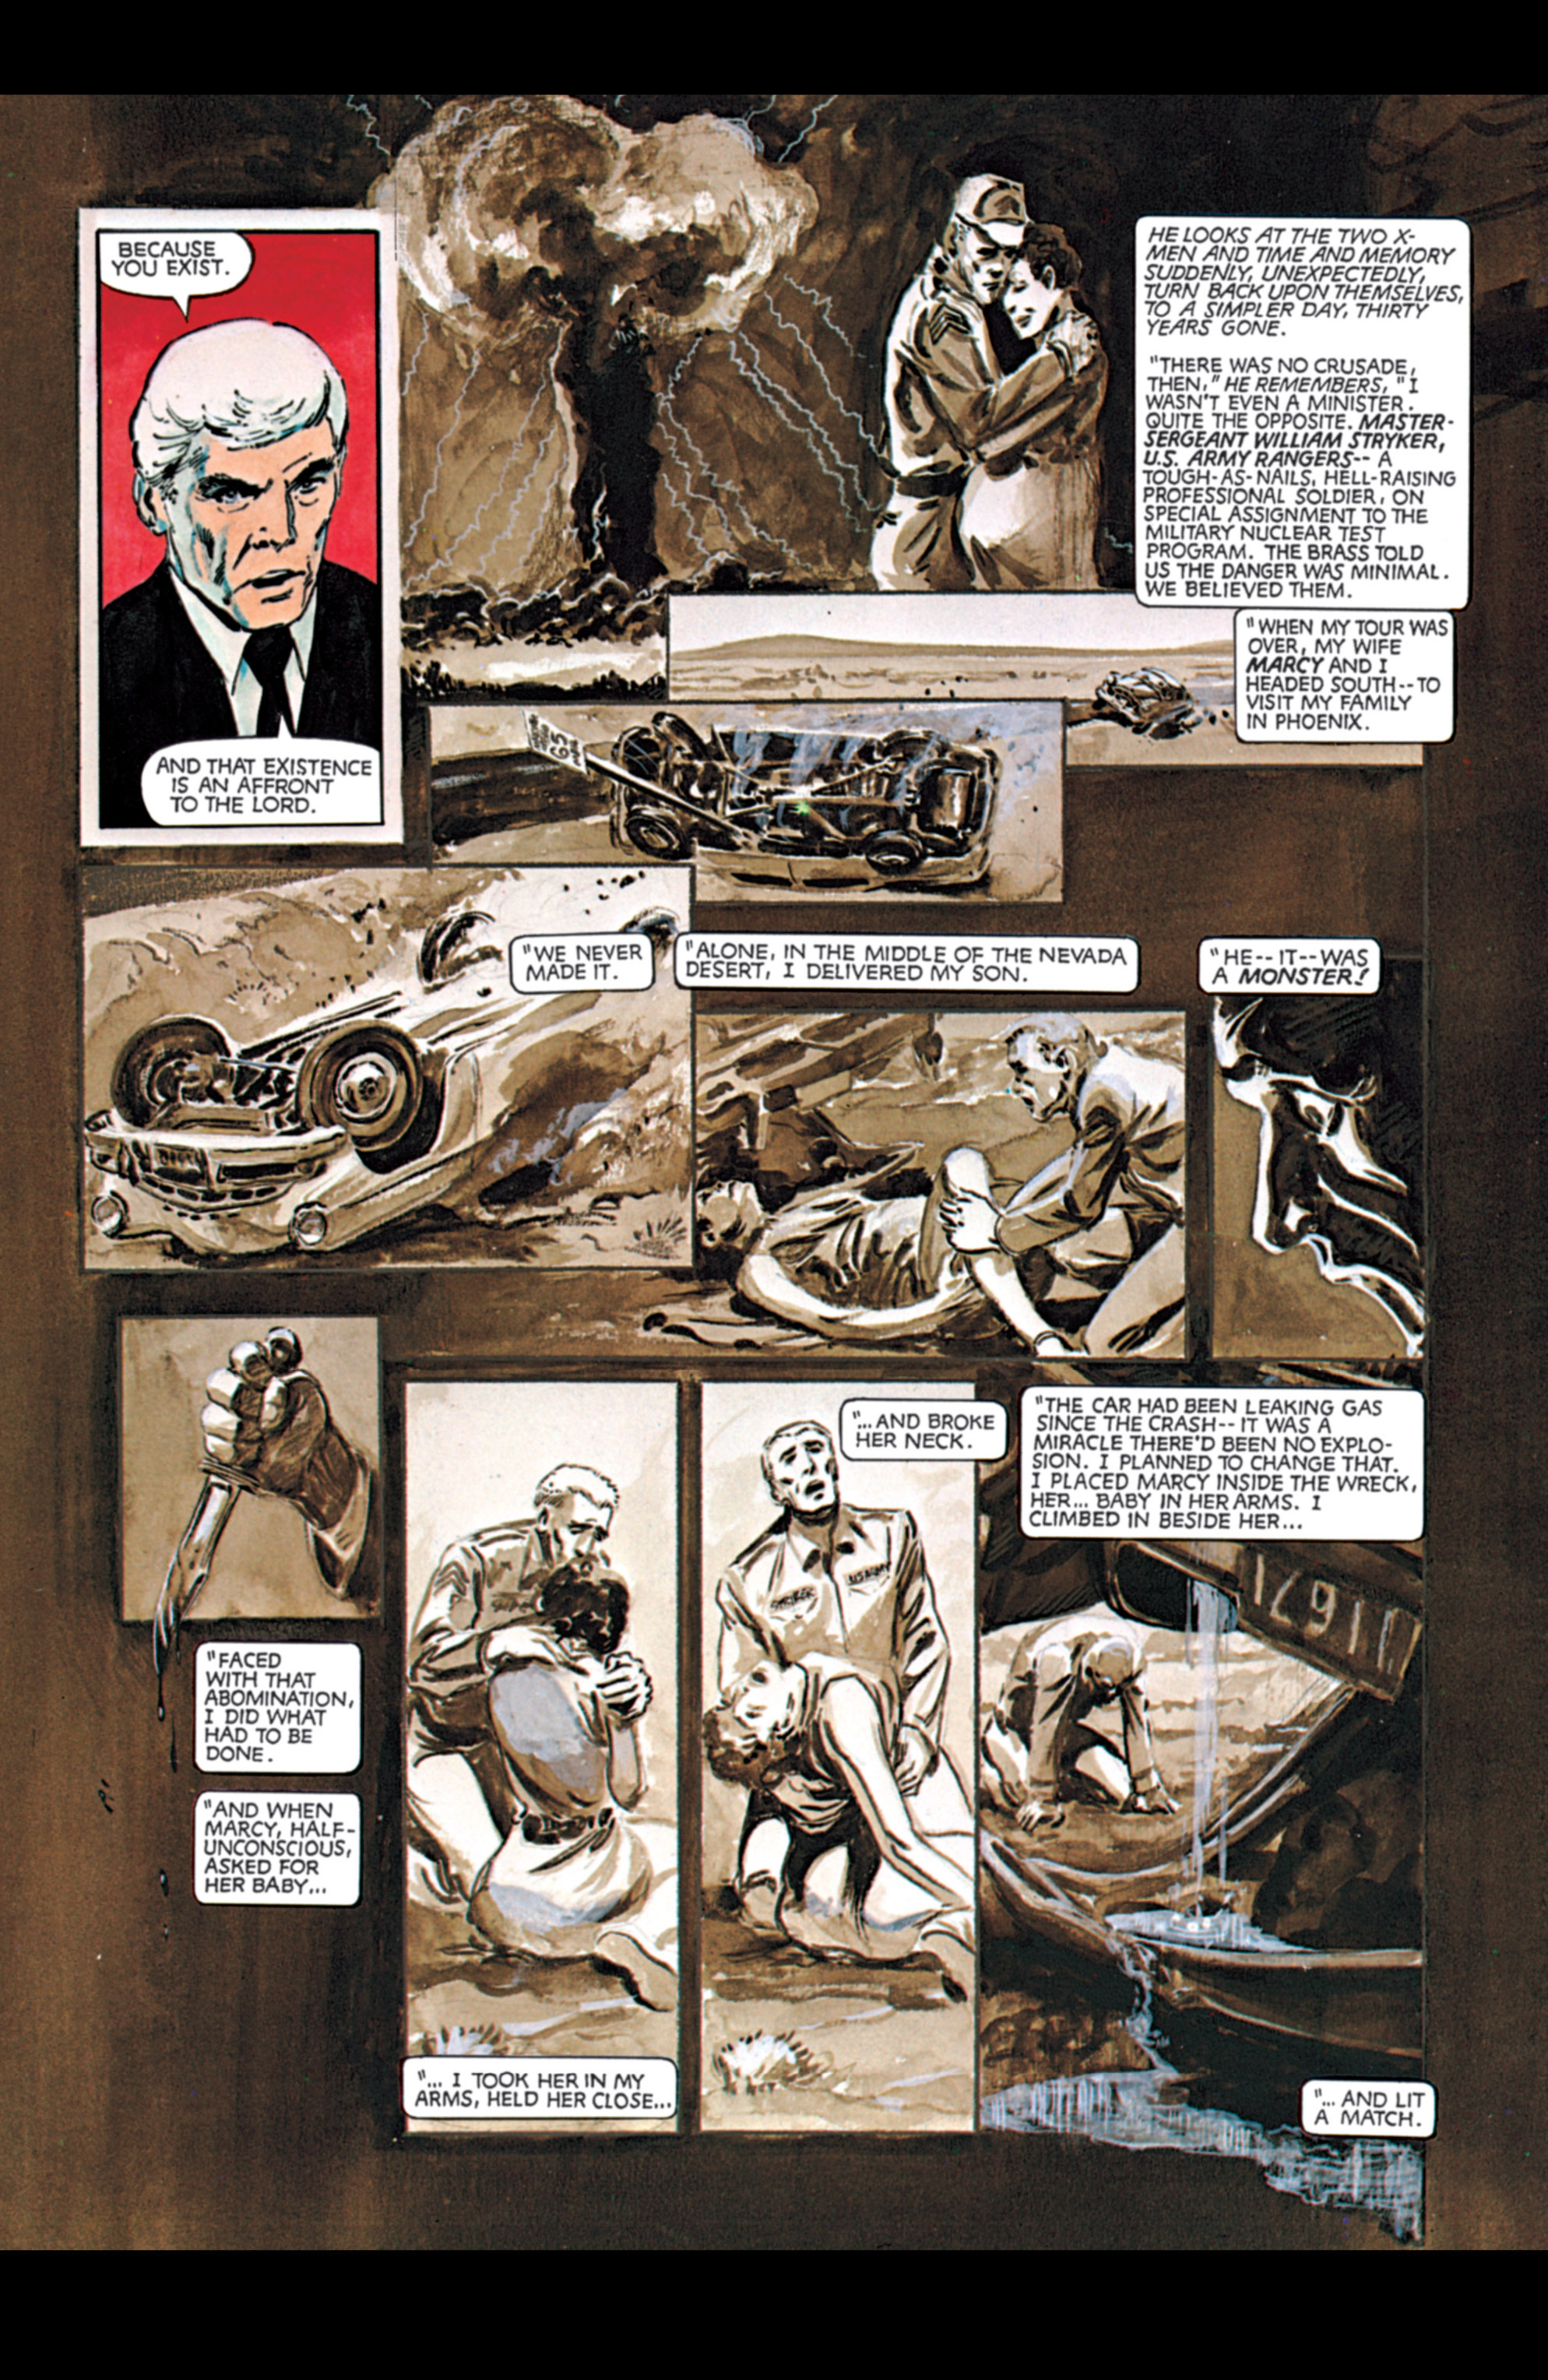 BECAUSE
YOU EXIST.
AND THAT EXISTENCE
IS AN AFFRONT
TO THE LORD.
HE LOOKS AT THE TWO X-
MEN AND TIME AND MEMORY
SUDDENLY, UNEXPECTEDLY,
TURN BACK UPON THEMSELVES,
TO A SIMPLER DAY, THIRTY
YEARS GONE.
"THERE WAS NO CRUSADE,
THEN," HE REMEMBERS, "I
WASN'T EVEN A MINISTER.
QUITE THE OPPOSITE. MASTER-
SERGEANT WILLIAM STRYKER,
U.S. ARMY RANGERS-- A
TOUGH-AS-NAILS, HELL-RAISING
PROFESSIONAL SOLDIER, ON
SPECIAL ASSIGNMENT TO THE
MILITARY NUCLEAR TEST
PROGRAM. THE BRASS TOLD
US THE DANGER WAS MINIMAL.
WE BELIEVED THEM.
"WHEN MY TOUR WAS
OVER, MY WIFE
MARCY AND I
HEADED SOUTH--TO
VISIT MY FAMILY
IN PHOENIX.
"WE NEVER
MADE IT.
"ALONE, IN THE MIDDLE OF THE NEVADA
DESERT, I DELIVERED MY SON.
"HE--IT--WAS
A MONSTER!
"FACED
WITH THAT
ABOMINATION,
I DID WHAT
HAD TO BE
DONE.
"AND WHEN
MARCY, HALF-
UNCONSCIOUS,
ASKED FOR
HER BABY...
"... I TOOK HER IN MY
ARMS, HELD HER CLOSE...
"...AND BROKE
HER NECK.
STRYKER
US ARMY
"THE CAR HAD BEEN LEAKING GAS
SINCE THE CRASH-- IT WAS A
MIRACLE THERE'D BEEN NO EXPLO-
SION. I PLANNED TO CHANGE THAT.
I PLACED MARCY INSIDE THE WRECK,
HER... BABY IN HER ARMS. I
CLIMBED IN BESIDE HER...
"... AND LIT
A MATCH.